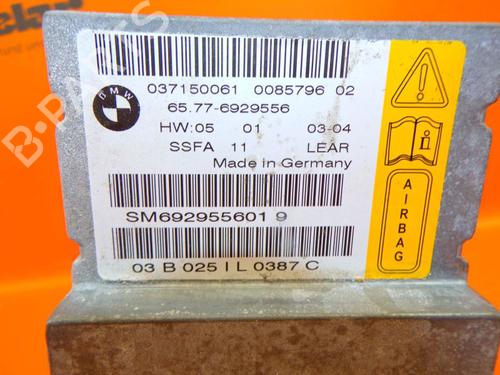 BMW
037150061 0085796 02
65.77-6929556
HW:05 01 03-04
SSFA 11 LEAR
Made in Germany
SM692955601 9
03 B 025 I L 0387 C
AIRBAG
B-PARTS